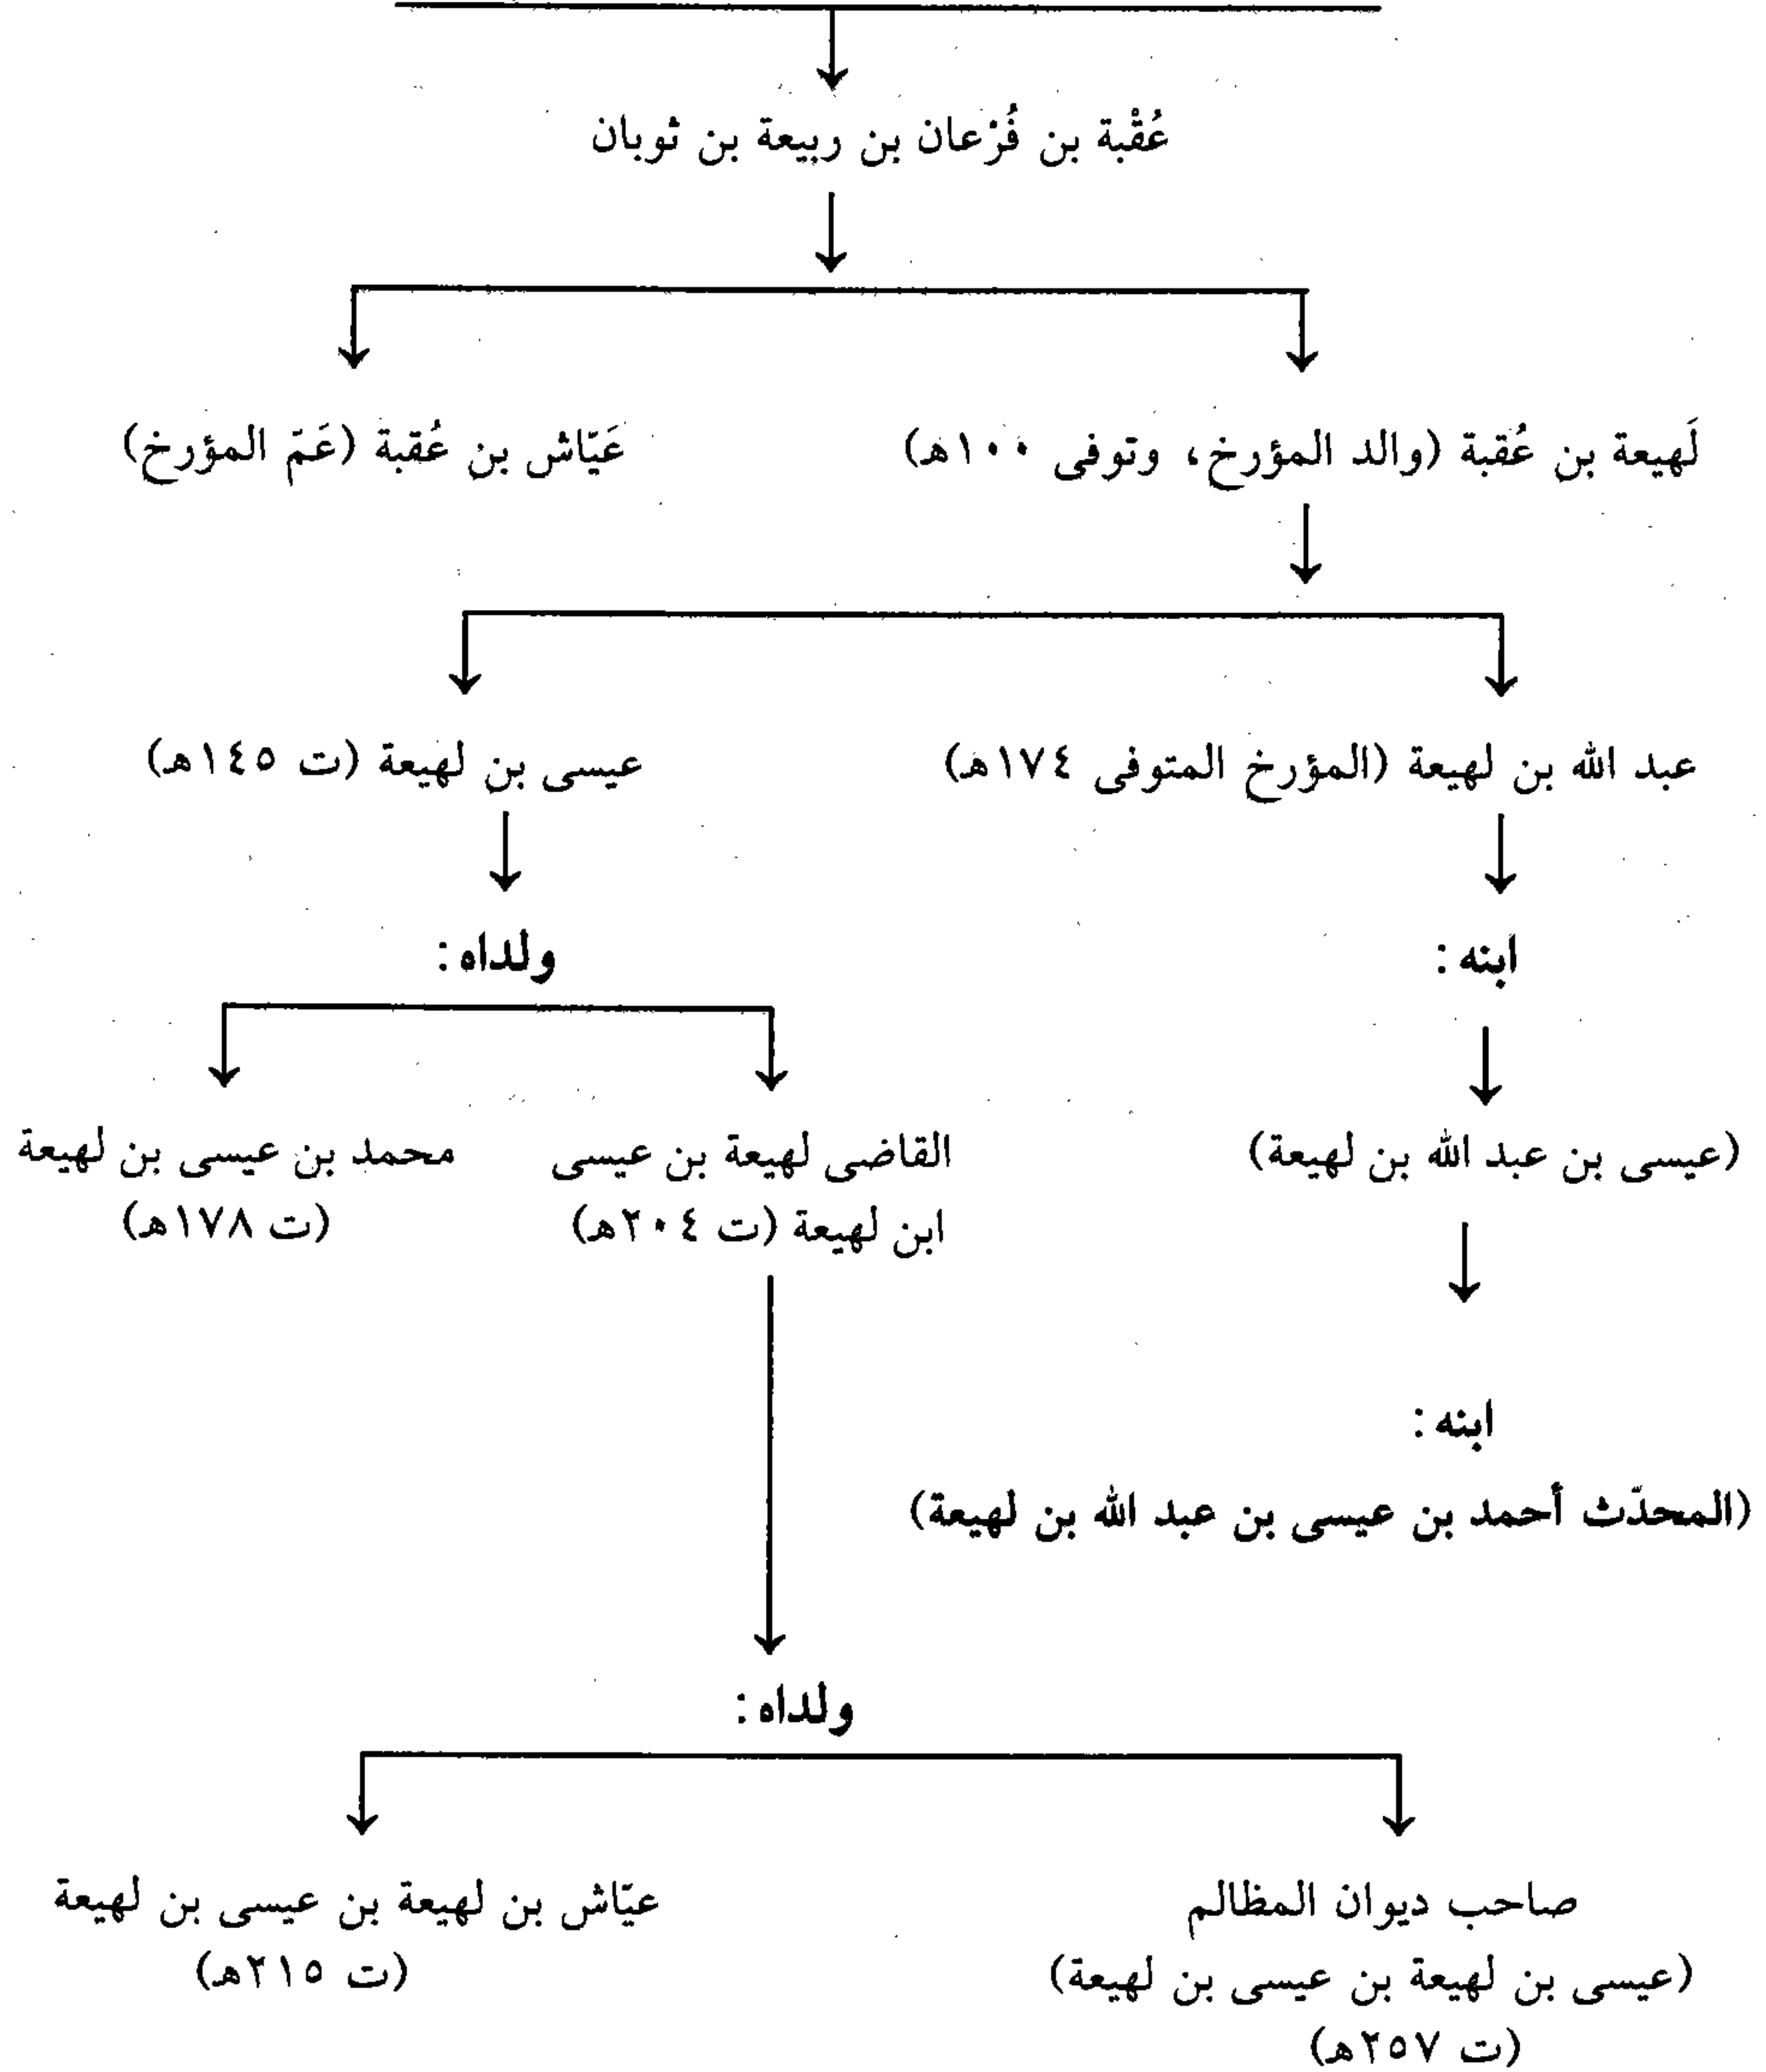 عُقْبة بن فُرْعان بن ربيعة بن ثوبان
لَهيعة بن عُقبة (والد المؤرخ، وتوفى ١٠٠هـ)
عَيّاش بن عُقبة (عَمّ المؤرخ)
عبد الله بن لهيعة (المؤرخ المتوفى ١٧٤هـ)
عيسى بن لهيعة (ت ١٤٥هـ)
ابنه:
ولداه:
(عيسى بن عبد الله بن لهيعة)
القاضى لهيعة بن عيسى
ابن لهيعة (ت ٢٠٤هـ)
محمد بن عيسى بن لهيعة
(ت ١٧٨هـ)
ابنه:
(المحدّث أحمد بن عيسى بن عبد الله بن لهيعة)
ولداه:
صاحب ديوان المظالم
(عيسى بن لهيعة بن عيسى بن لهيعة)
(ت ٢٥٧هـ)
عيّاش بن لهيعة بن عيسى بن لهيعة
(ت ٢١٥هـ)